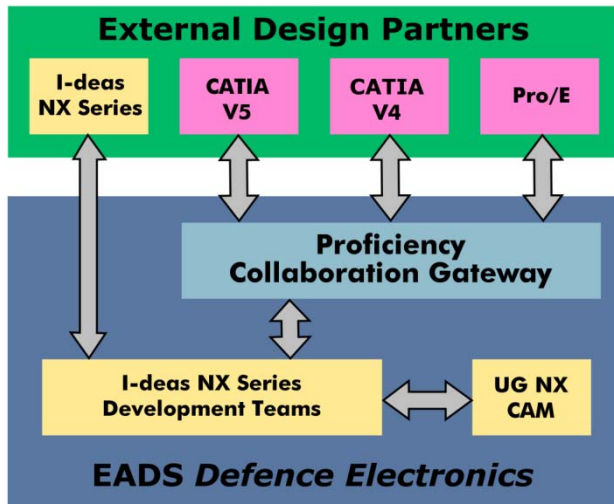 External Design Partners
I-deas
NX Series
CATIA
V5
CATIA
V4
Pro/E
Proficiency
Collaboration Gateway
I-deas NX Series
Development Teams
UG NX
CAM
EADS Defence Electronics